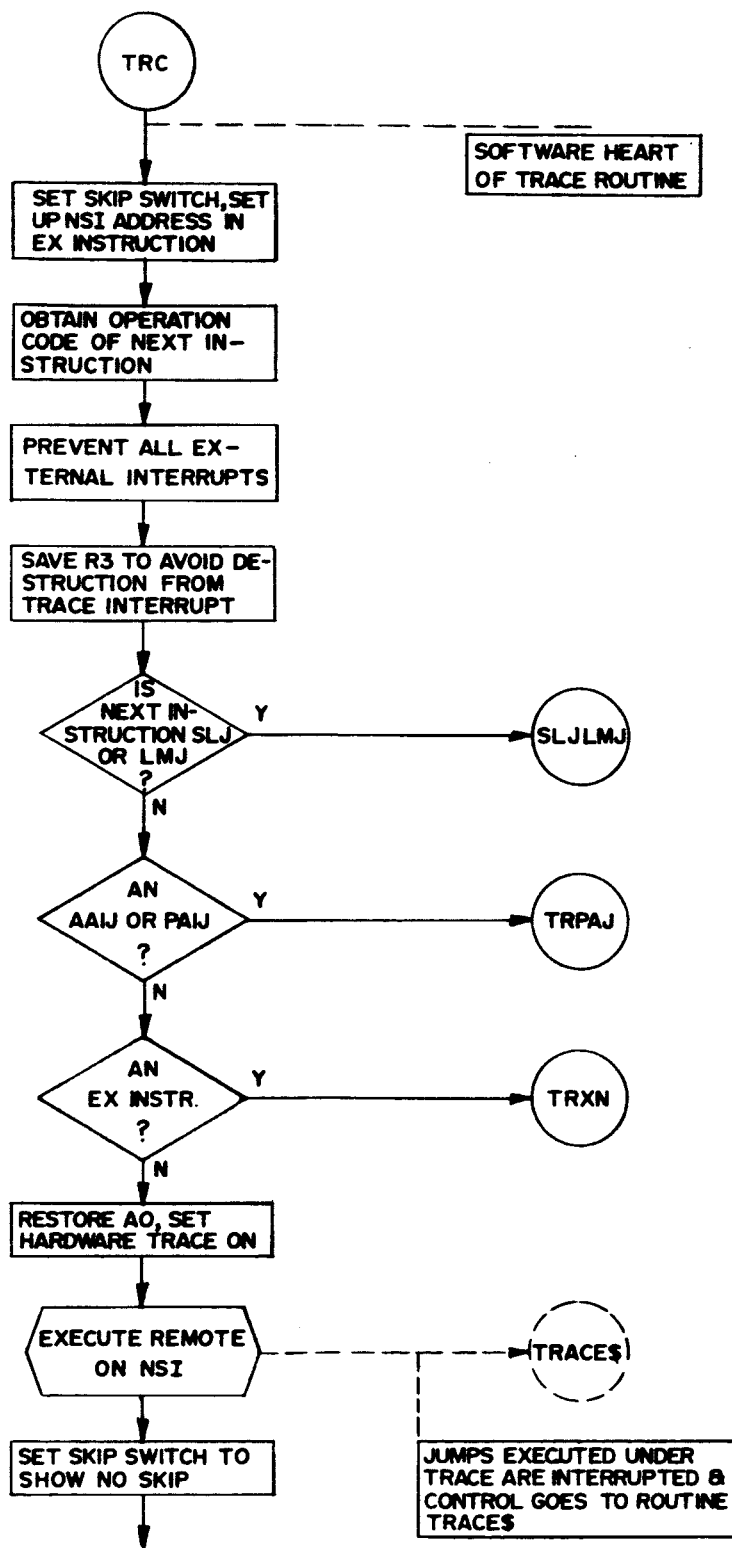 TRC
SOFTWARE HEART
OF TRACE ROUTINE
SET SKIP SWITCH, SET
UP NSI ADDRESS IN
EX INSTRUCTION
OBTAIN OPERATION
CODE OF NEXT IN-
STRUCTION
PREVENT ALL EX-
TERNAL INTERRUPTS
SAVE R3 TO AVOID DE-
STRUCTION FROM
TRACE INTERRUPT
IS
NEXT IN-
STRUCTION SLJ
OR LMJ
?
Y
SLJLMJ
N
AN
AAIJ OR PAIJ
?
Y
TRPAJ
N
AN
EX INSTR.
?
Y
TRXN
N
RESTORE AO, SET
HARDWARE TRACE ON
EXECUTE REMOTE
ON NSI
TRACE$
SET SKIP SWITCH TO
SHOW NO SKIP
JUMPS EXECUTED UNDER
TRACE ARE INTERRUPTED &
CONTROL GOES TO ROUTINE
TRACE$